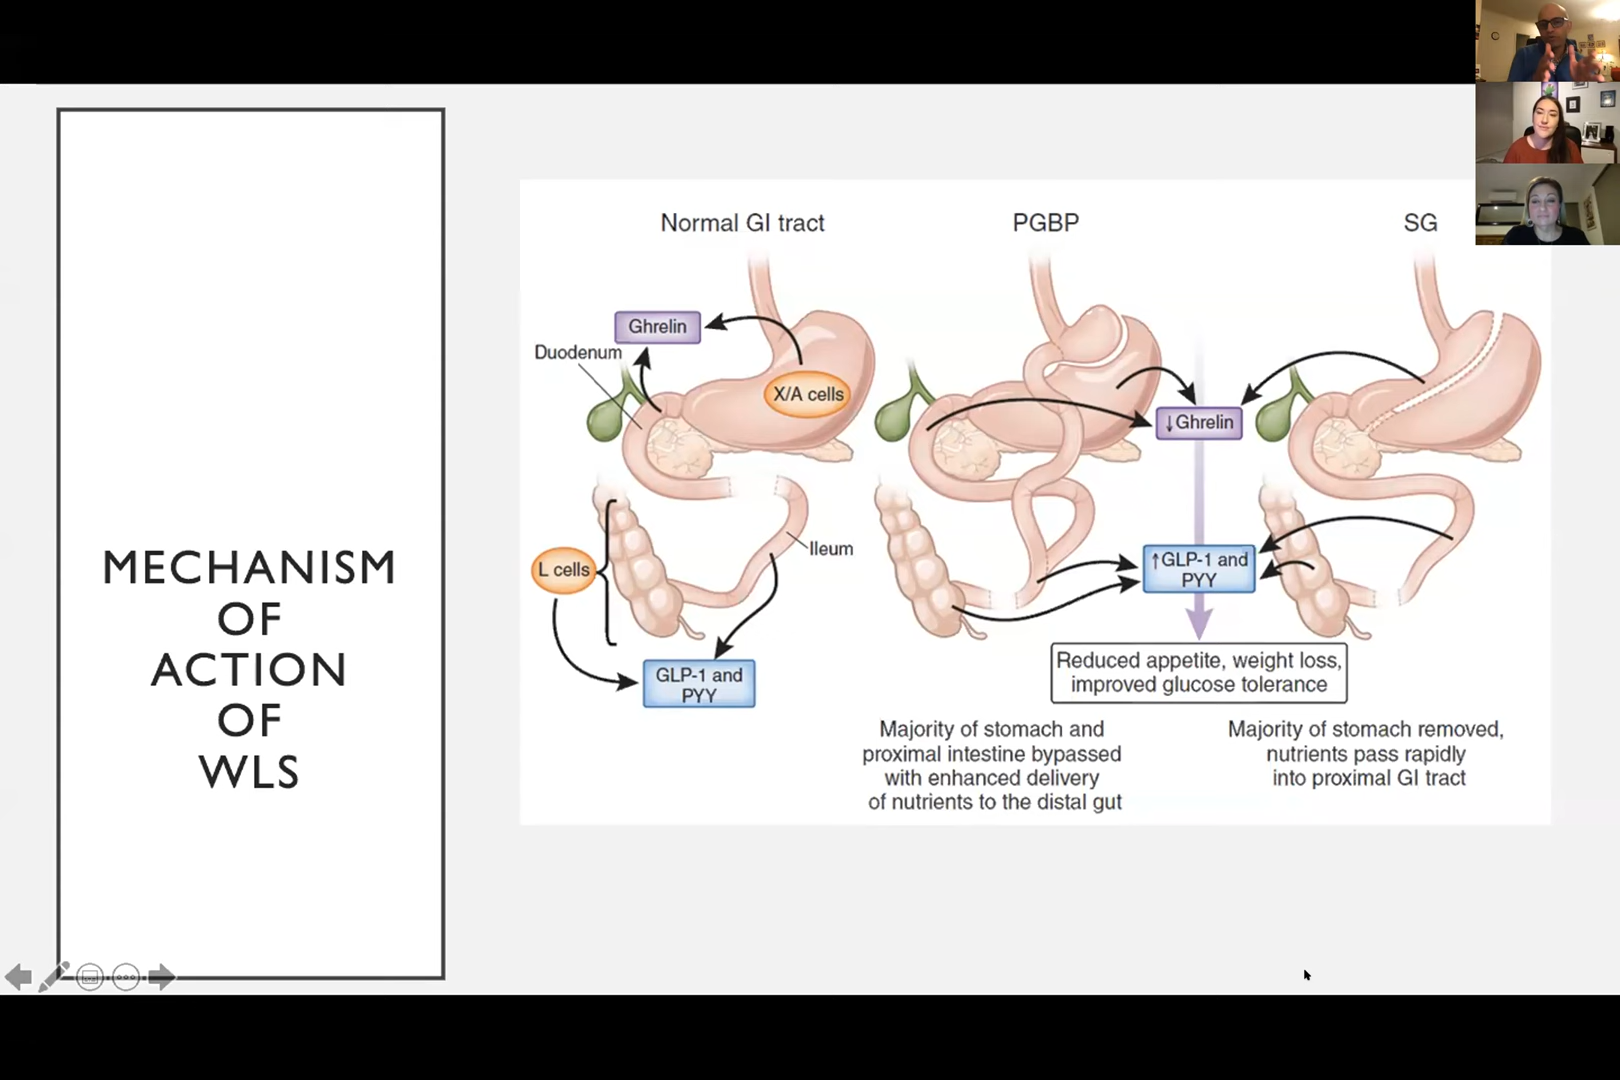 MECHANISM
OF
ACTION
OF
WLS
Normal GI tract
PGBP
SG
Ghrelin
Duodenum
X/A cells
↓Ghrelin
L cells
Ileum
GLP-1 and
PYY
↑GLP-1 and
PYY
Reduced appetite, weight loss,
improved glucose tolerance
Majority of stomach and
proximal intestine bypassed
with enhanced delivery
of nutrients to the distal gut
Majority of stomach removed,
nutrients pass rapidly
into proximal GI tract